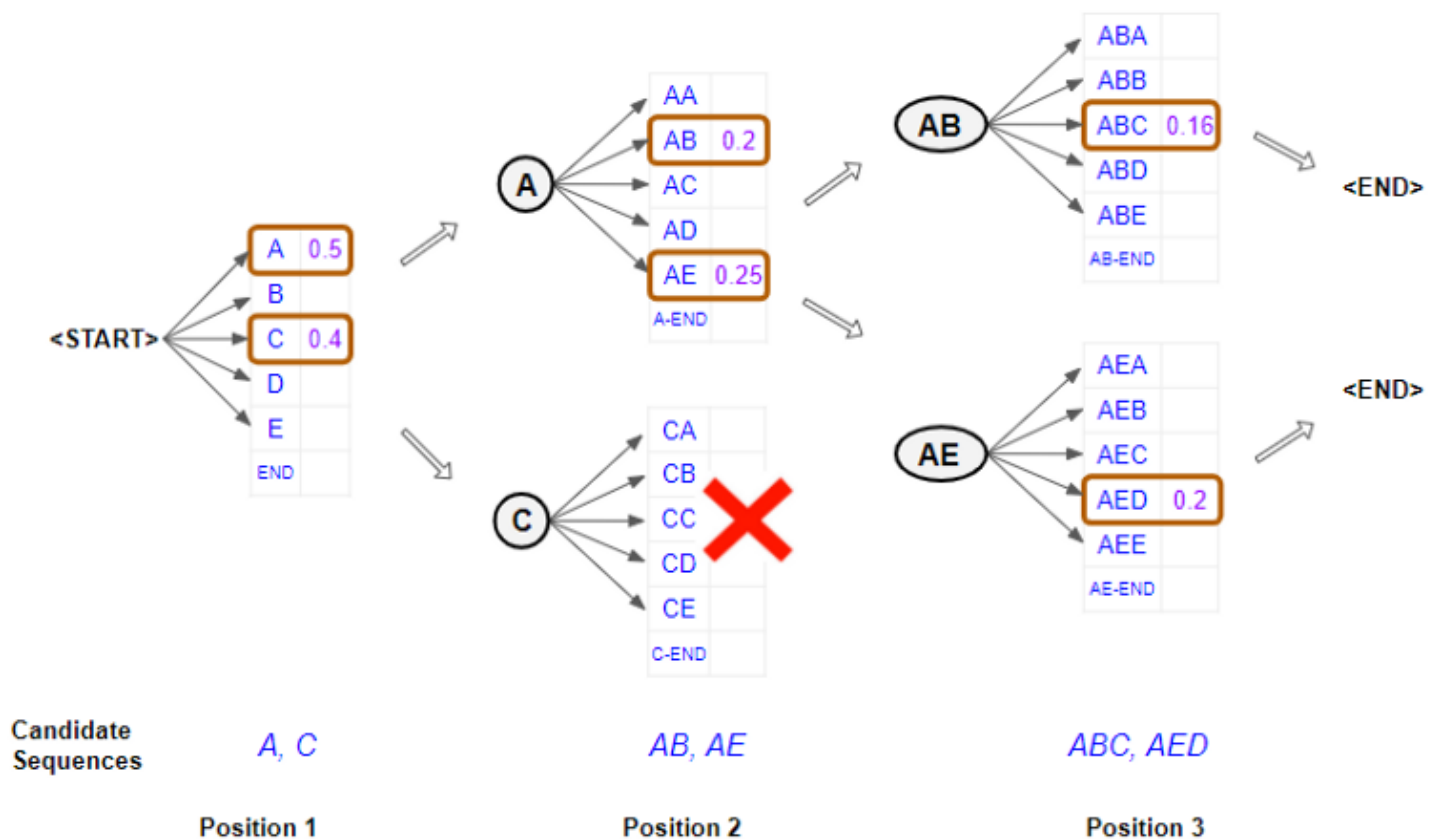 <START>
A 0.5
B
C 0.4
D
E
END
A
AA
AB 0.2
AC
AD
AE 0.25
A-END
C
CA
CB
CC
CD
CE
C-END
AB
ABA
ABB
ABC 0.16
ABD
ABE
AB-END
<END>
AE
AEA
AEB
AEC
AED 0.2
AEE
AE-END
<END>
Candidate
Sequences
A, C
AB, AE
ABC, AED
Position 1
Position 2
Position 3